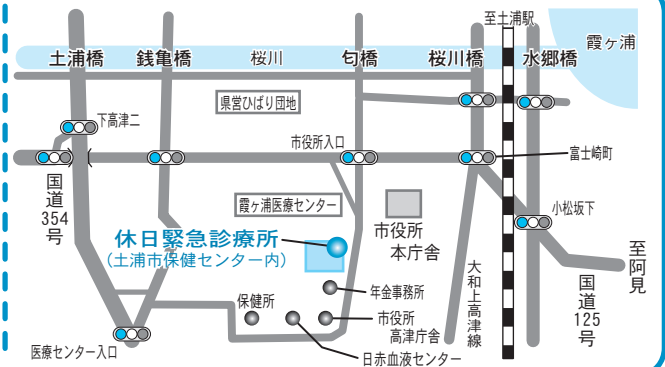 至土浦駅
土浦橋
銭亀橋
桜川
匂橋
桜川橋
水郷橋
霞ヶ浦
県営ひばり団地
下高津二
市役所入口
富士崎町
国道354号
霞ヶ浦医療センター
市役所
本庁舎
小松坂下
休日緊急診療所
(土浦市保健センター内)
至阿見
大和上高津線
国道125号
年金事務所
保健所
市役所
高津庁舎
医療センター入口
日赤血液センター